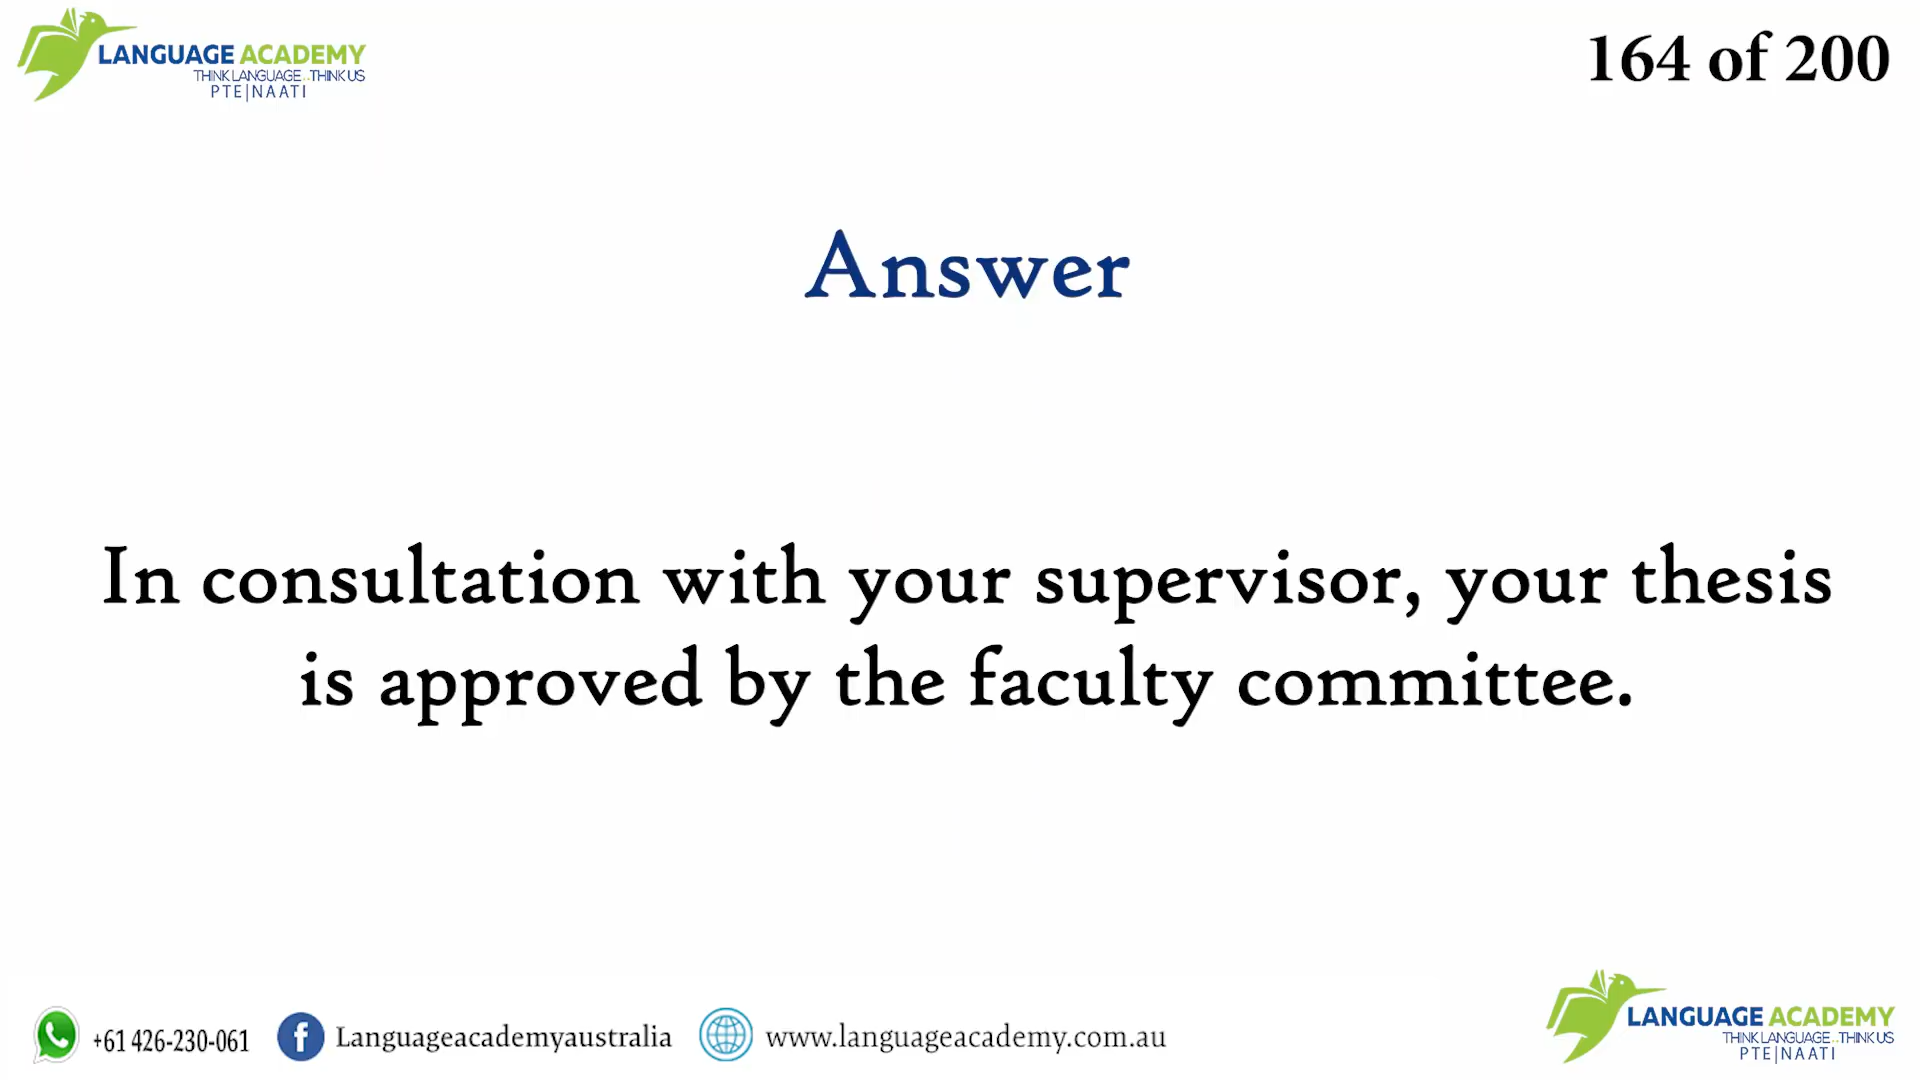 LANGUAGE ACADEMY
THINK LANGUAGE..THINK US
PTE|NAATI
164 of 200
Answer
In consultation with your supervisor, your thesis
is approved by the faculty committee.
+61 426-230-061
Languageacademyaustralia
www.languageacademy.com.au
LANGUAGE ACADEMY
THINK LANGUAGE..THINK US
PTE|NAATI